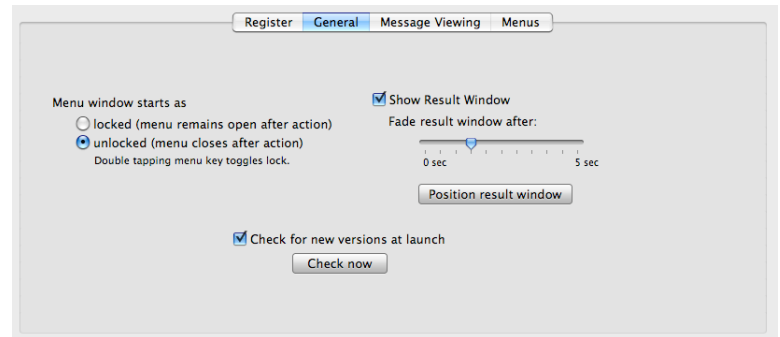 Register General Message Viewing Menus
Menu window starts as
locked (menu remains open after action)
unlocked (menu closes after action)
Double tapping menu key toggles lock.
Show Result Window
Fade result window after:
0 sec 5 sec
Position result window
Check for new versions at launch
Check now